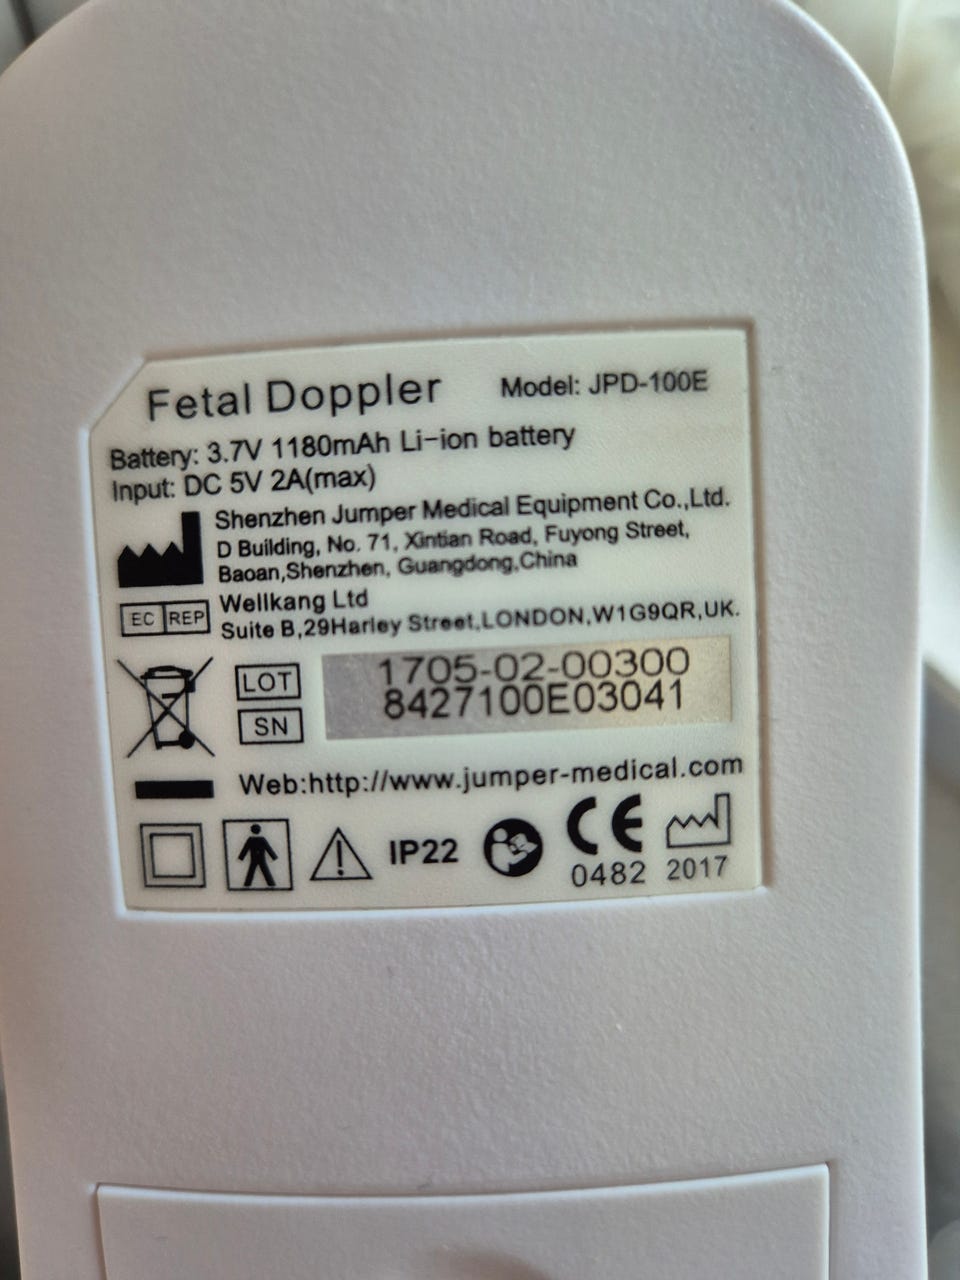 Fetal Doppler Model: JPD-100E
Battery: 3.7V 1180mAh Li-ion battery
Input: DC 5V 2A(max)
Shenzhen Jumper Medical Equipment Co.,Ltd.
D Building, No. 71, Xintian Road, Fuyong Street,
Baoan,Shenzhen, Guangdong,China
EC REP Wellkang Ltd
Suite B,29Harley Street,LONDON,W1G9QR,UK.
LOT 1705-02-00300
SN 8427100E03041
Web:http://www.jumper-medical.com
IP22 CE
0482 2017